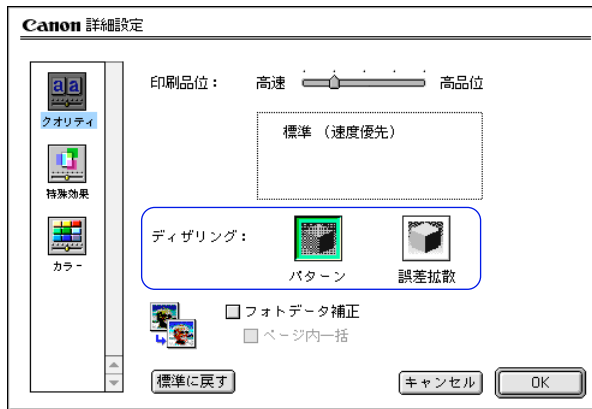 Canon 詳細設定
クオリティ
特殊効果
カラー
印刷品位： 高速 高品位
標準 （速度優先）
ディザリング：
パターン 誤差拡散
フォトデータ補正
ページ内一括
標準に戻す キャンセル OK